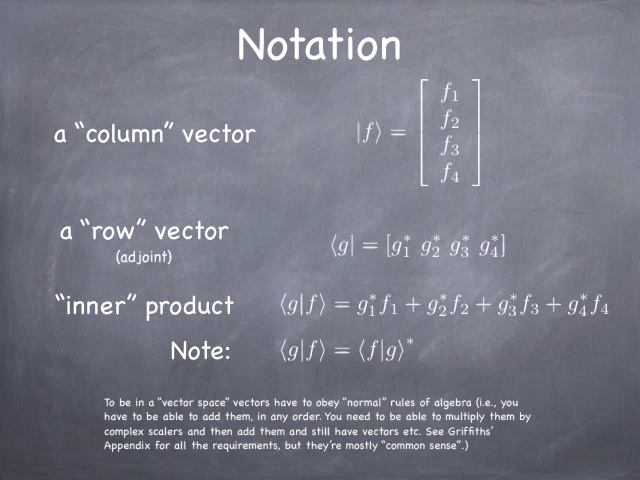 Notation
a “column” vector |f⟩ = [ f₁ f₂ f₃ f₄ ]
a “row” vector ⟨g| = [g₁* g₂* g₃* g₄*]
(adjoint)
“inner” product ⟨g|f⟩ = g₁*f₁ + g₂*f₂ + g₃*f₃ + g₄*f₄
Note: ⟨g|f⟩ = ⟨f|g⟩*
To be in a “vector space” vectors have to obey “normal” rules of algebra (i.e., you
have to be able to add them, in any order. You need to be able to multiply them by
complex scalers and then add them and still have vectors etc. See Griffiths’
Appendix for all the requirements, but they’re mostly “common sense”.)